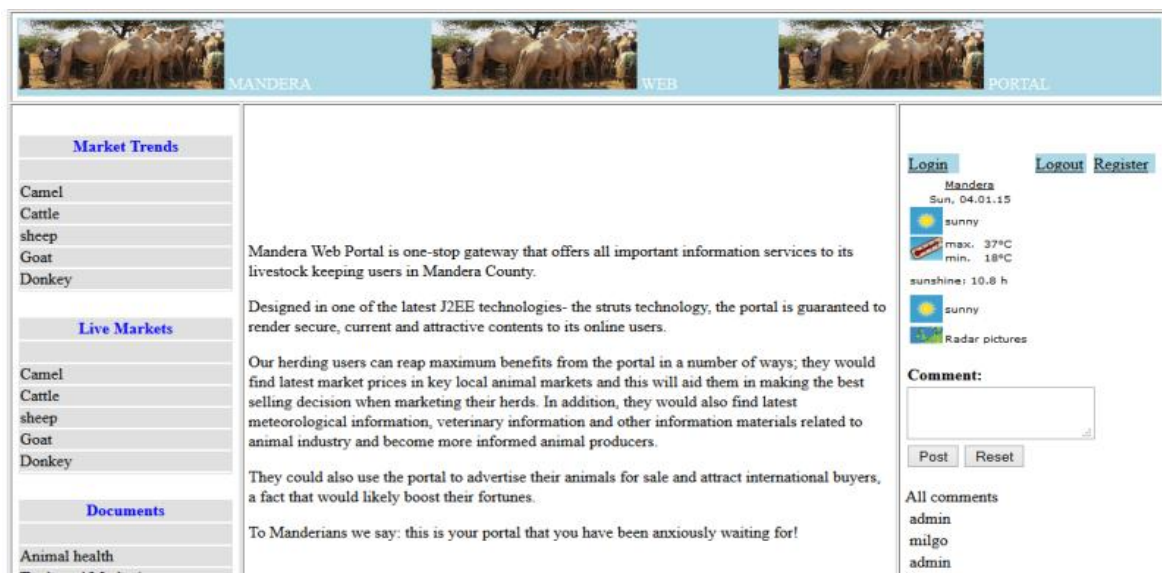 MANDERA WEB PORTAL
Market Trends
Camel
Cattle
sheep
Goat
Donkey
Live Markets
Camel
Cattle
sheep
Goat
Donkey
Documents
Animal health
Mandera Web Portal is one-stop gateway that offers all important information services to its
livestock keeping users in Mandera County.
Designed in one of the latest J2EE technologies- the struts technology, the portal is guaranteed to
render secure, current and attractive contents to its online users.
Our herding users can reap maximum benefits from the portal in a number of ways; they would
find latest market prices in key local animal markets and this will aid them in making the best
selling decision when marketing their herds. In addition, they would also find latest
meteorological information, veterinary information and other information materials related to
animal industry and become more informed animal producers.
They could also use the portal to advertise their animals for sale and attract international buyers,
a fact that would likely boost their fortunes.
To Manderians we say: this is your portal that you have been anxiously waiting for!
Login Logout Register
Mandera
Sun, 04.01.15
sunny
max. 37°C
min. 18°C
sunshine: 10.8 h
sunny
Radar pictures
Comment:
Post Reset
All comments
admin
milgo
admin